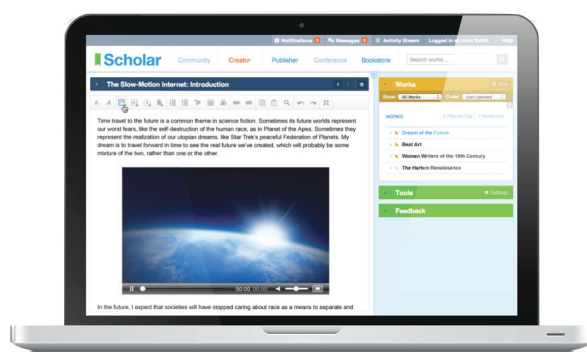 Notifications Messages Activity Stream Logged in as John Smith Help
Scholar Community Creator Publisher Conference Bookstore Search works...
The Slow-Motion Internet: Introduction
Works
Show All Works Order Last Updated
Time travel to the future is a common theme in science fiction. Sometimes its future worlds represent
our worst fears, like the self-destruction of the human race, as in Planet of the Apes. Sometimes they
represent the realization of our utopian dreams, like Star Trek's peaceful Federation of Planets. My
dream is to travel forward in time to see the real future we've created, which will probably be some
mixture of the two, rather than one or the other.
WORKS
Dream of the Future
Beat Art
Women Writers of the 19th Century
The Harlem Renaissance
Tools Settings
Feedback
00:00
In the future, I expect that societies will have stopped caring about race as a means to separate and